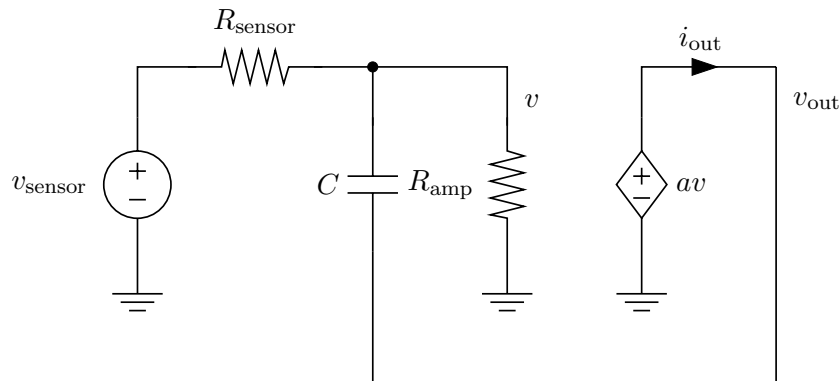 R_sensor
i_out
v
v_out
v_sensor
+
−
C
R_amp
+
−
av